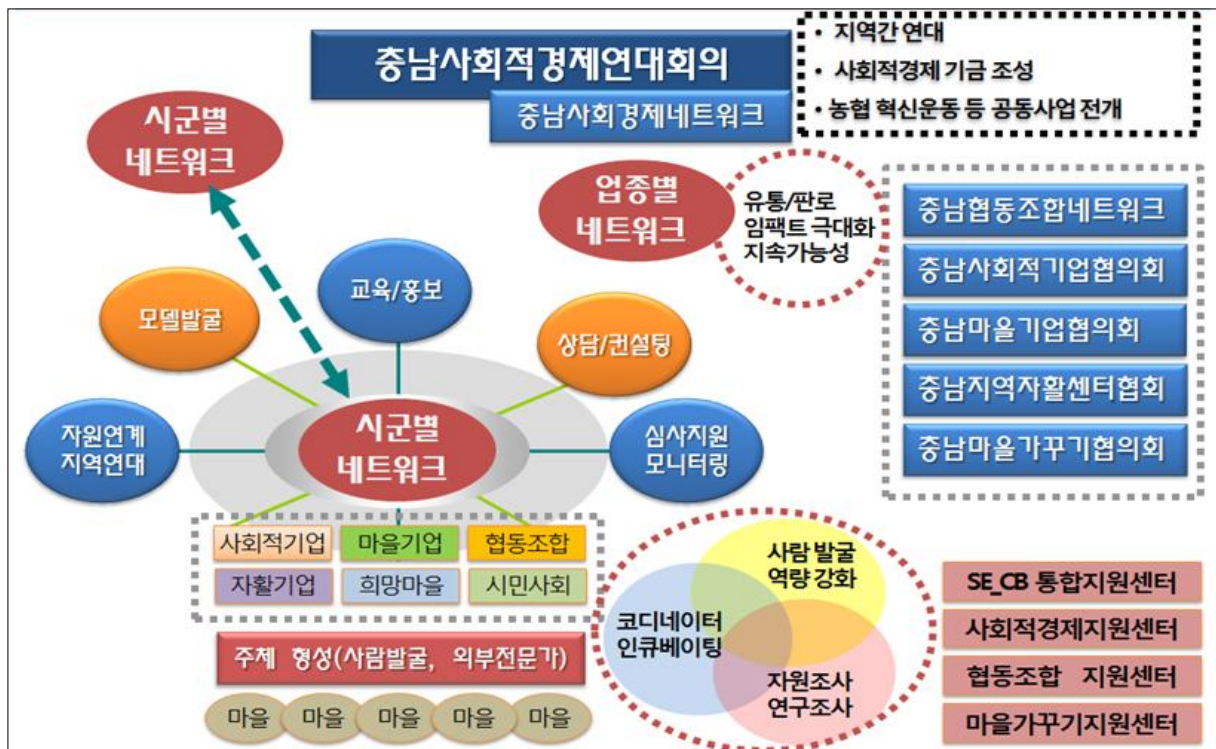 충남사회적경제연대회의
충남사회경제네트워크
• 지역간 연대
• 사회적경제 기금 조성
• 농협 혁신운동 등 공동사업 전개
시군별
네트워크
업종별
네트워크
유통/판로
임팩트 극대화
지속가능성
충남협동조합네트워크
충남사회적기업협의회
충남마을기업협의회
충남지역자활센터협회
충남마을가꾸기협의회
교육/홍보
모델발굴
상담/컨설팅
자원연계
지역연대
시군별
네트워크
심사지원
모니터링
사회적기업
마을기업
협동조합
자활기업
희망마을
시민사회
주체 형성(사람발굴, 외부전문가)
마을
마을
마을
마을
마을
사람 발굴
역량 강화
코디네이터
인큐베이팅
자원조사
연구조사
SE_CB 통합지원센터
사회적경제지원센터
협동조합 지원센터
마을가꾸기지원센터